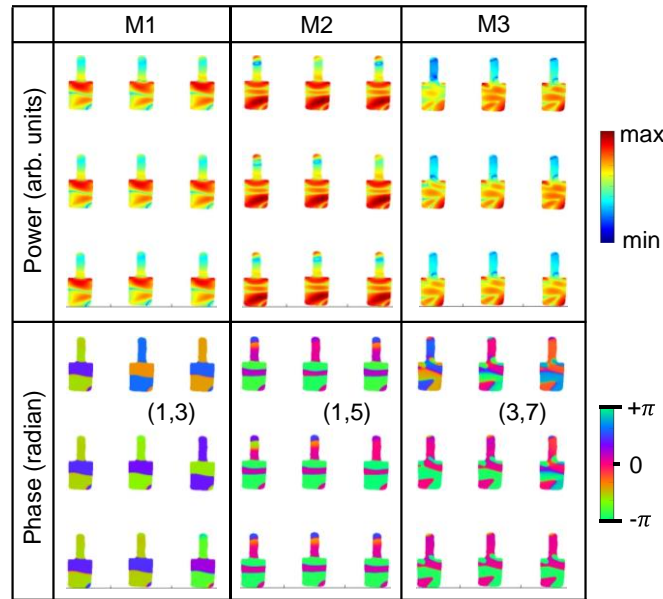 M1 M2 M3
Power (arb. units)
max
min
Phase (radian)
(1,3) (1,5) (3,7)
+π
0
-π